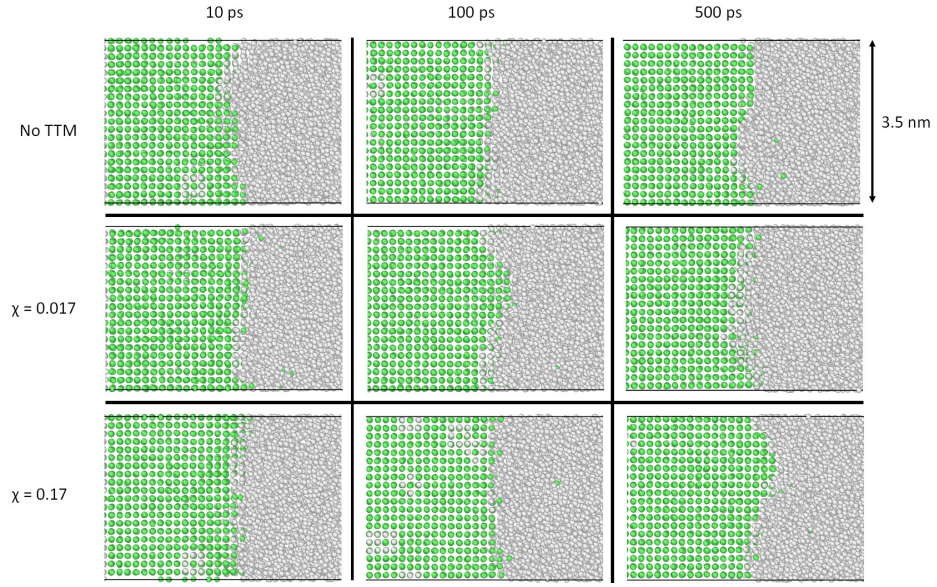 10 ps 100 ps 500 ps
No TTM
3.5 nm
χ = 0.017
χ = 0.17